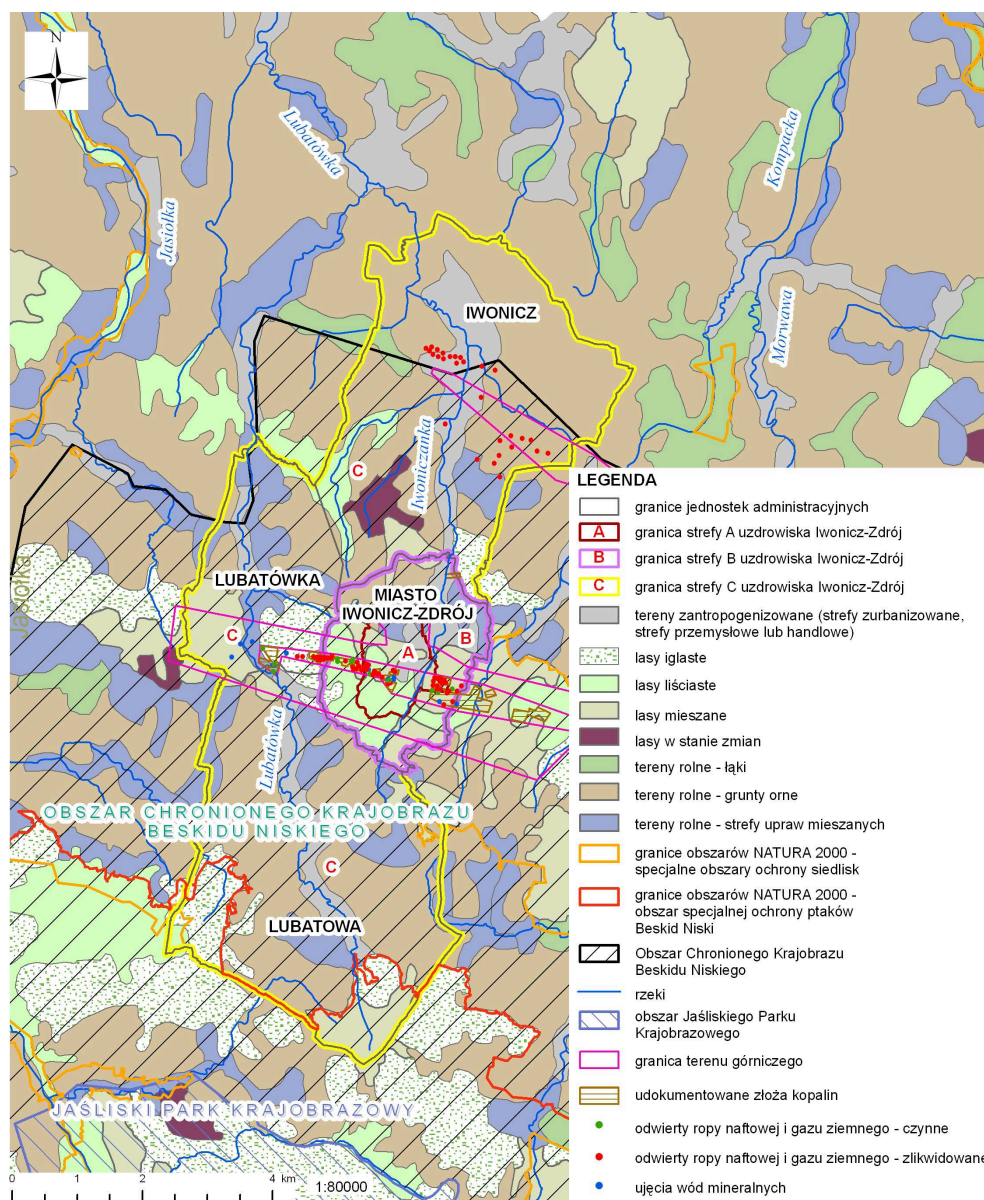 N
Lubatówka
Kompacka
Jasiołka
Morwawa
IWONICZ
C
Iwoniczanka
LUBATÓWKA
MIASTO
IWONICZ-ZDRÓJ
Jasiołka
C
A
B
Lubatówka
OBSZAR CHRONIONEGO KRAJOBRAZU
BESKIDU NISKIEGO
C
LUBATOWA
JAŚLISKI PARK KRAJOBRAZOWY
0 1 2 4 km
1:80000
LEGENDA
granice jednostek administracyjnych
A granica strefy A uzdrowiska Iwonicz-Zdrój
B granica strefy B uzdrowiska Iwonicz-Zdrój
C granica strefy C uzdrowiska Iwonicz-Zdrój
tereny zantropogenizowane (strefy zurbanizowane,
strefy przemysłowe lub handlowe)
lasy iglaste
lasy liściaste
lasy mieszane
lasy w stanie zmian
tereny rolne - łąki
tereny rolne - grunty orne
tereny rolne - strefy upraw mieszanych
granice obszarów NATURA 2000 -
specjalne obszary ochrony siedlisk
granice obszarów NATURA 2000 -
obszar specjalnej ochrony ptaków
Beskid Niski
Obszar Chronionego Krajobrazu
Beskidu Niskiego
rzeki
obszar Jaśliskiego Parku
Krajobrazowego
granica terenu górniczego
udokumentowane złoża kopalin
odwierty ropy naftowej i gazu ziemnego - czynne
odwierty ropy naftowej i gazu ziemnego - zlikwidowane
ujęcia wód mineralnych